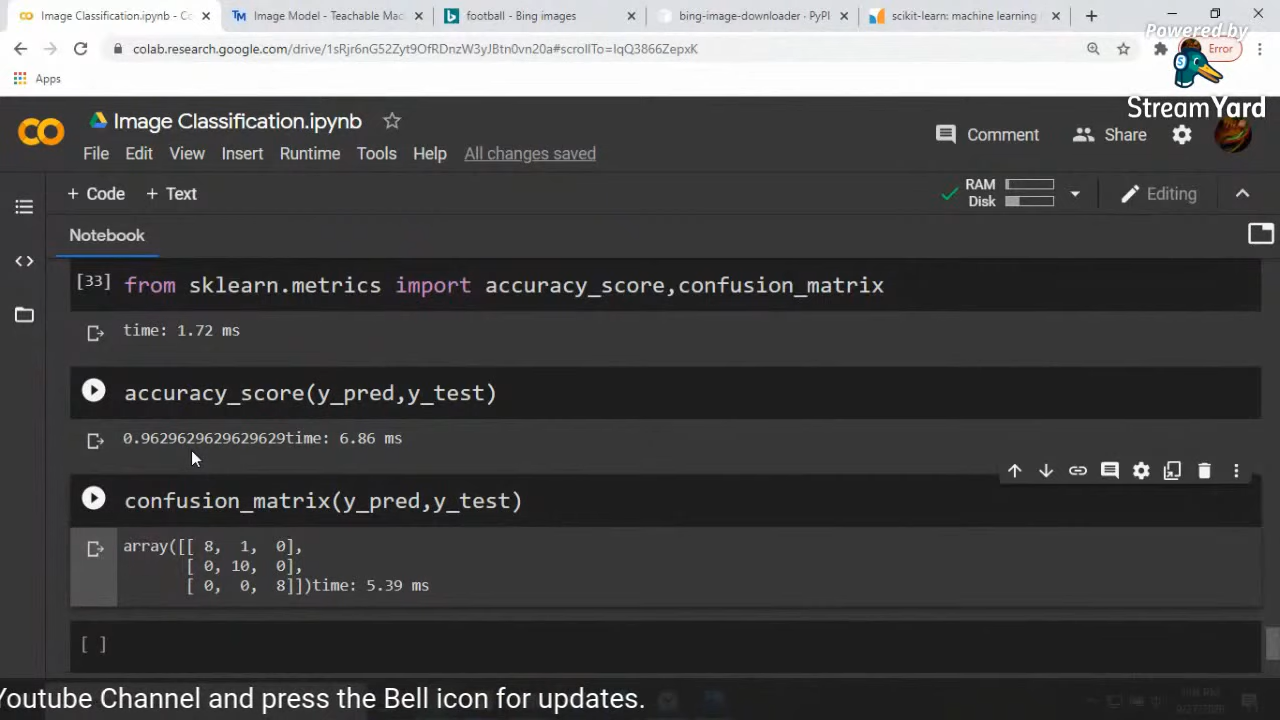 Image Classification.ipynb - Co
Image Model - Teachable Mac
football - Bing images
bing-image-downloader · PyPI
scikit-learn: machine learning
colab.research.google.com/drive/1sRjr6nG52Zyt9OfRDnzW3yJBtn0vn20a#scrollTo=IqQ3866ZepxK
Error
Apps
Powered by
StreamYard
Image Classification.ipynb
Comment
Share
File Edit View Insert Runtime Tools Help All changes saved
+ Code + Text
RAM
Disk
Editing
Notebook
[33] from sklearn.metrics import accuracy_score,confusion_matrix
time: 1.72 ms
accuracy_score(y_pred,y_test)
0.9629629629629629time: 6.86 ms
confusion_matrix(y_pred,y_test)
array([[ 8, 1, 0],
[ 0, 10, 0],
[ 0, 0, 8]])time: 5.39 ms
[ ]
Youtube Channel and press the Bell icon for updates.